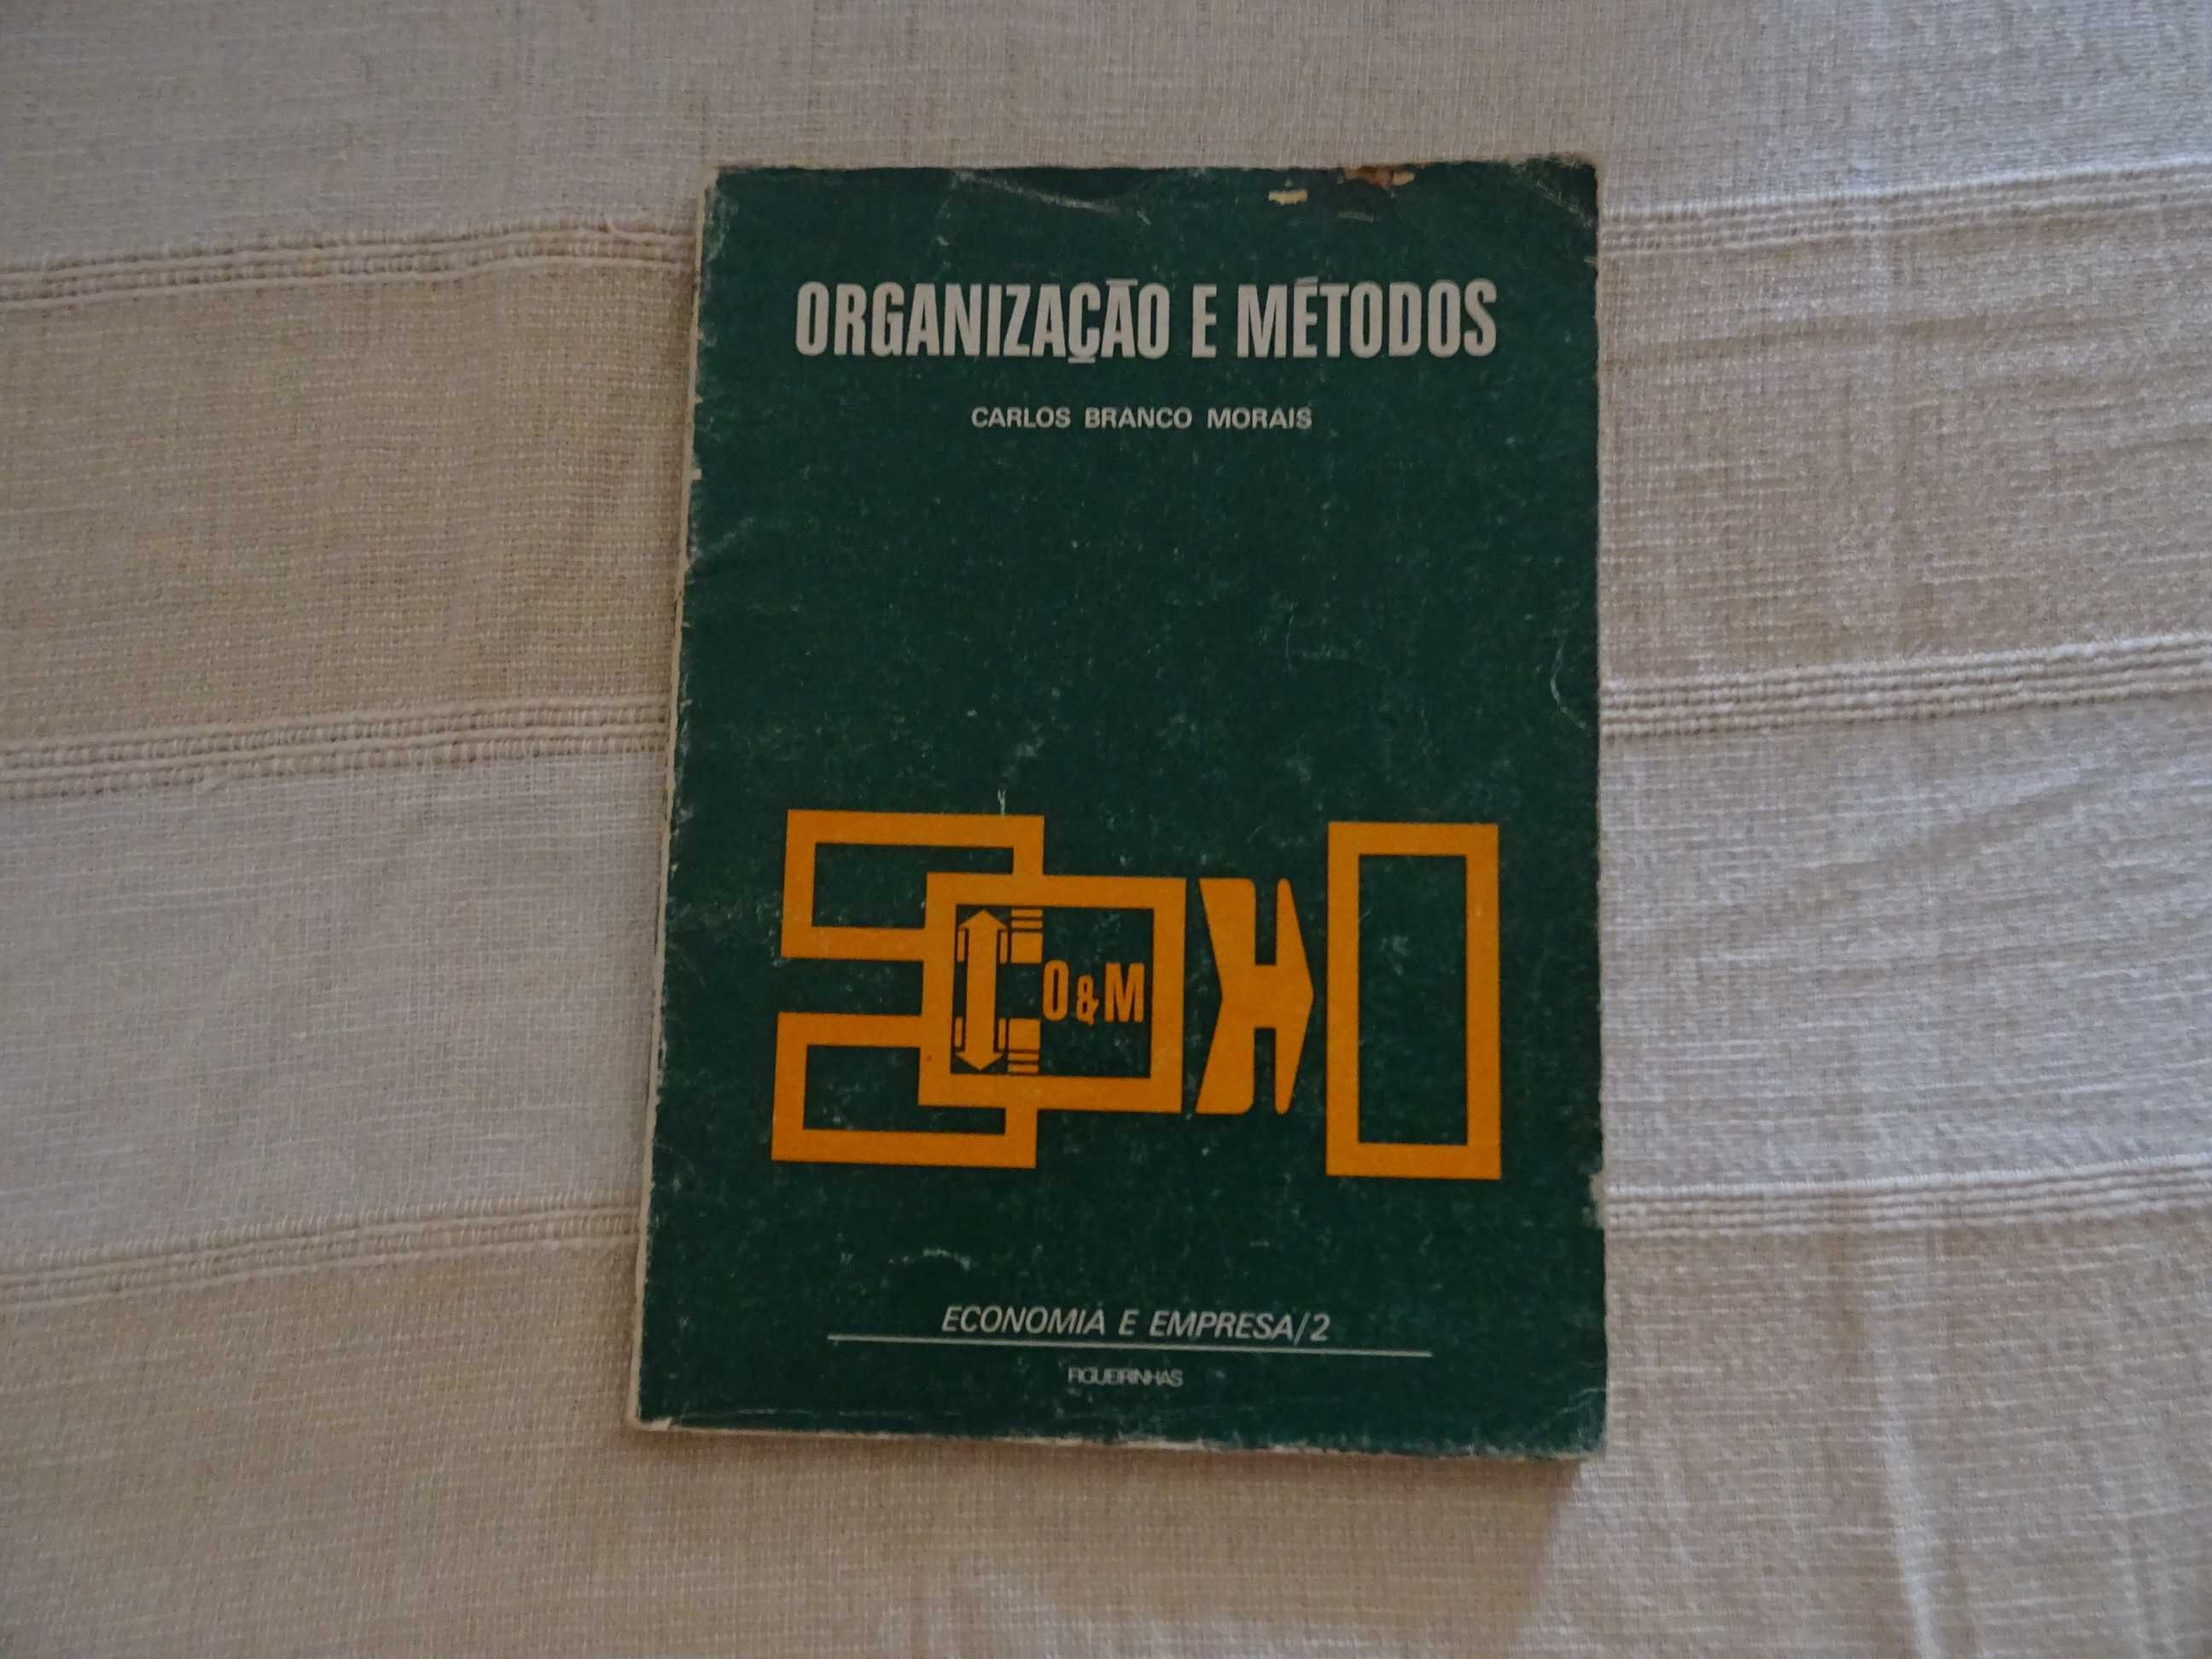 ORGANIZAÇÃO E MÉTODOS
CARLOS BRANCO MORAIS
O & M
ECONOMIA E EMPRESA/2
FIGUEIRINHAS